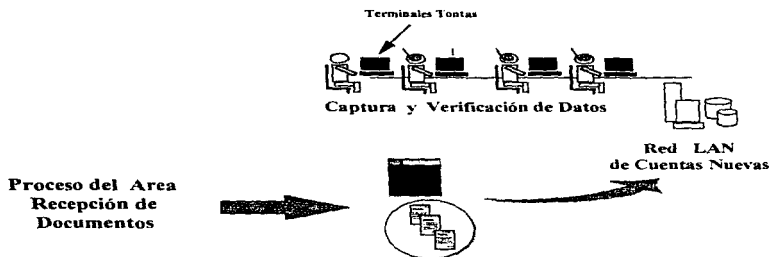 Terminales Tontas
Captura y Verificación de Datos
Red LAN
de Cuentas Nuevas
Proceso del Area
Recepción de
Documentos